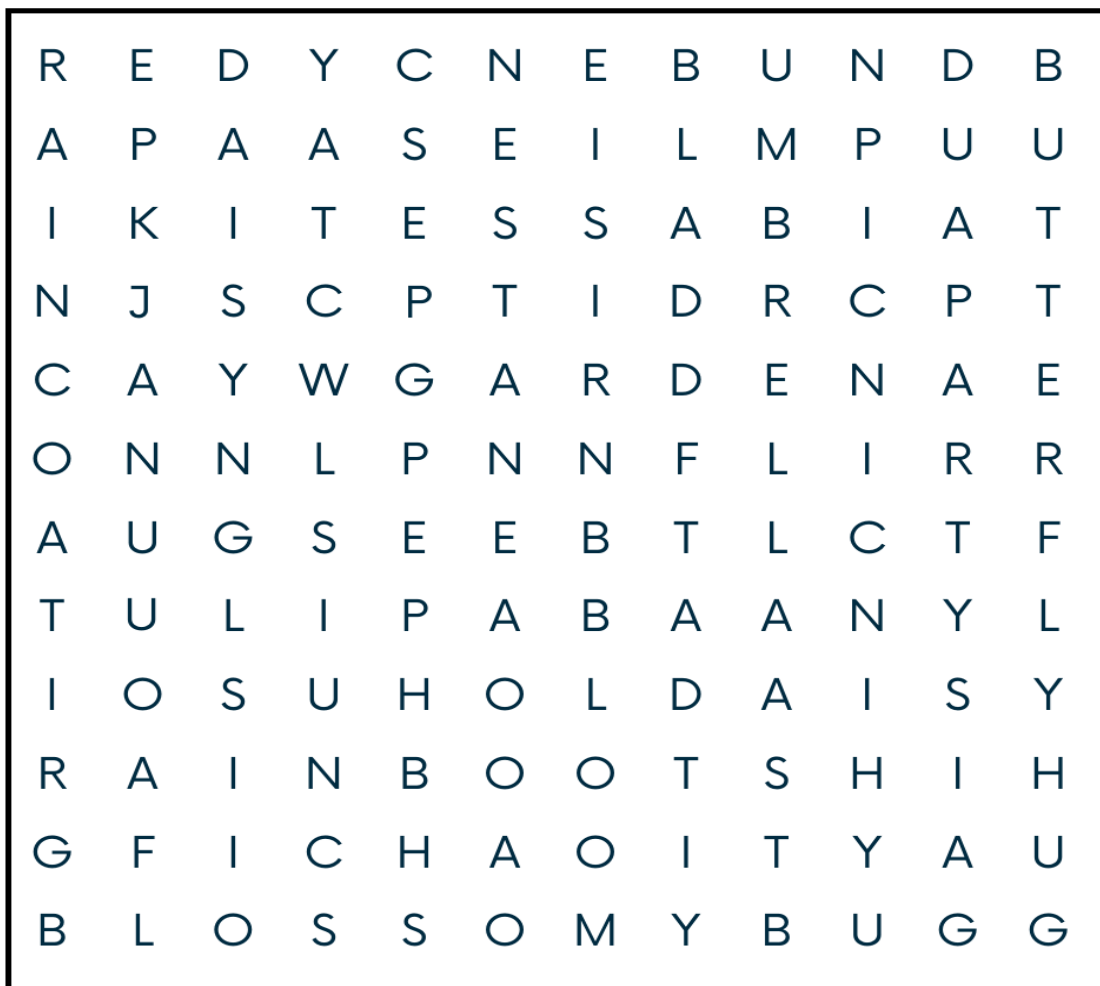 R E D Y C N E B U N D B
A P A A S E I L M P U U
I K I T E S S A B I A T
N J S C P T I D R C P T
C A Y W G A R D E N A E
O N N L P N N F L I R R
A U G S E E B T L C T F
T U L I P A B A A N Y L
I O S U H O L D A I S Y
R A I N B O O T S H I H
G F I C H A O I T Y A U
B L O S S O M Y B U G G